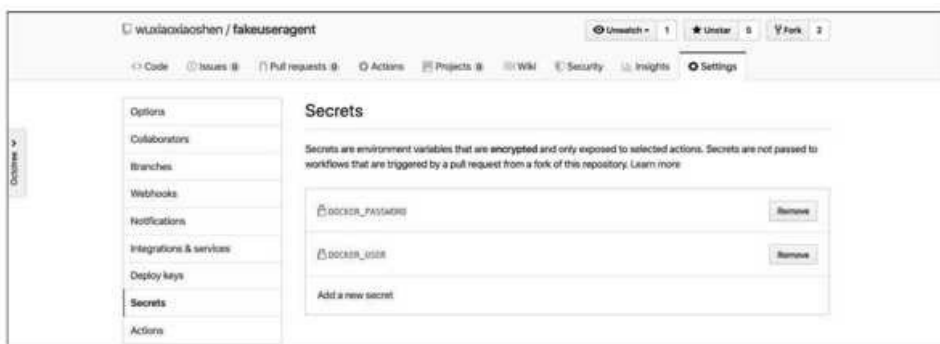 wuxiaoxiaoshen / fakeuseragent
Unwatch 1 Unstar 5 Fork 2
Code Issues 0 Pull requests 0 Actions Projects 0 Wiki Security Insights Settings
Octotree
Options
Collaborators
Branches
Webhooks
Notifications
Integrations & services
Deploy keys
Secrets
Actions
Secrets
Secrets are environment variables that are encrypted and only exposed to selected actions. Secrets are not passed to
workflows that are triggered by a pull request from a fork of this repository. Learn more
DOCKER_PASSWORD Remove
DOCKER_USER Remove
Add a new secret